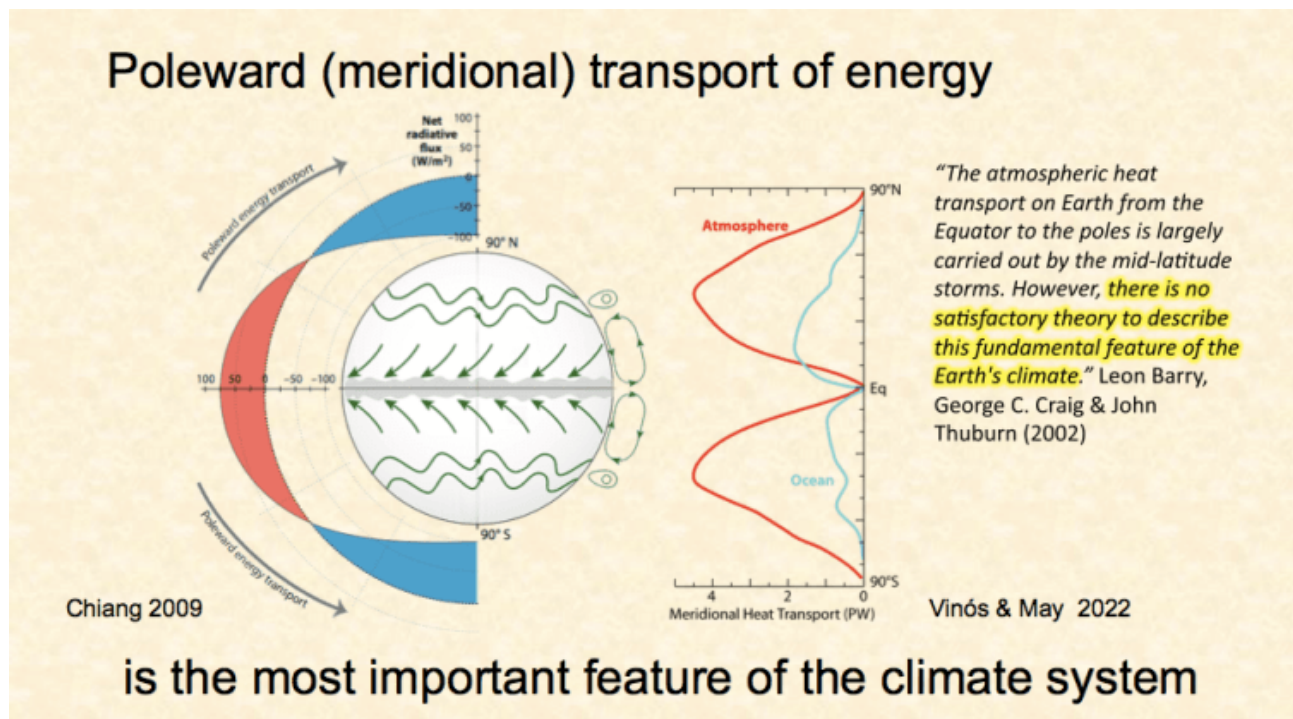 Poleward (meridional) transport of energy
Net
radiative
flux
(W/m²)
100
50
0
-50
-100
90° N
Poleward energy transport
100 50 0 -50 -100
90° S
Poleward energy transport
Chiang 2009
90°N
Atmosphere
Eq
Ocean
90°S
4 2 0
Meridional Heat Transport (PW)
“The atmospheric heat
transport on Earth from the
Equator to the poles is largely
carried out by the mid-latitude
storms. However, there is no
satisfactory theory to describe
this fundamental feature of the
Earth's climate.” Leon Barry,
George C. Craig & John
Thuburn (2002)
Vinós & May 2022
is the most important feature of the climate system